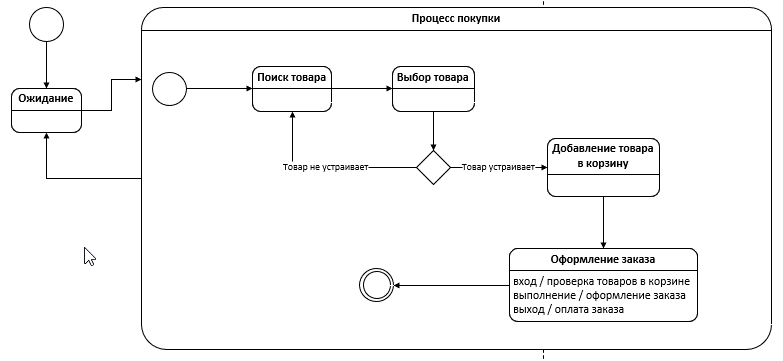 Процесс покупки
Ожидание
Поиск товара
Выбор товара
Товар не устраивает
Товар устраивает
Добавление товара
в корзину
Оформление заказа
вход / проверка товаров в корзине
выполнение / оформление заказа
выход / оплата заказа